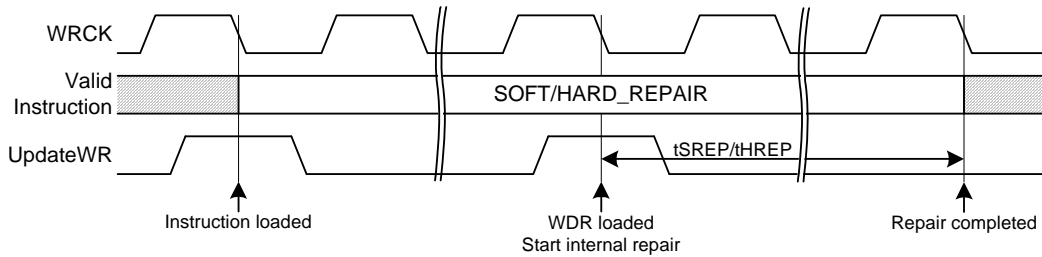 WRCK
Valid
Instruction
SOFT/HARD_REPAIR
UpdateWR
tSREP/tHREP
Instruction loaded
WDR loaded
Start internal repair
Repair completed